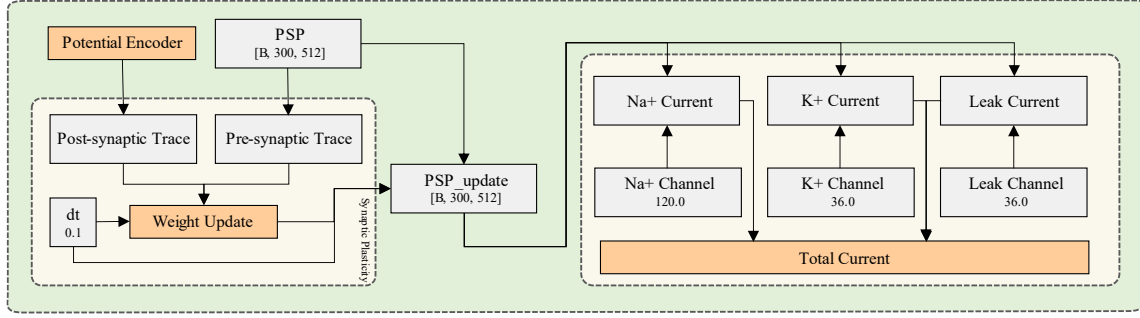 Potential Encoder
PSP
[B, 300, 512]
Post-synaptic Trace
Pre-synaptic Trace
dt
0.1
Weight Update
Synaptic Plasticity
PSP_update
[B, 300, 512]
Na+ Current
K+ Current
Leak Current
Na+ Channel
120.0
K+ Channel
36.0
Leak Channel
36.0
Total Current